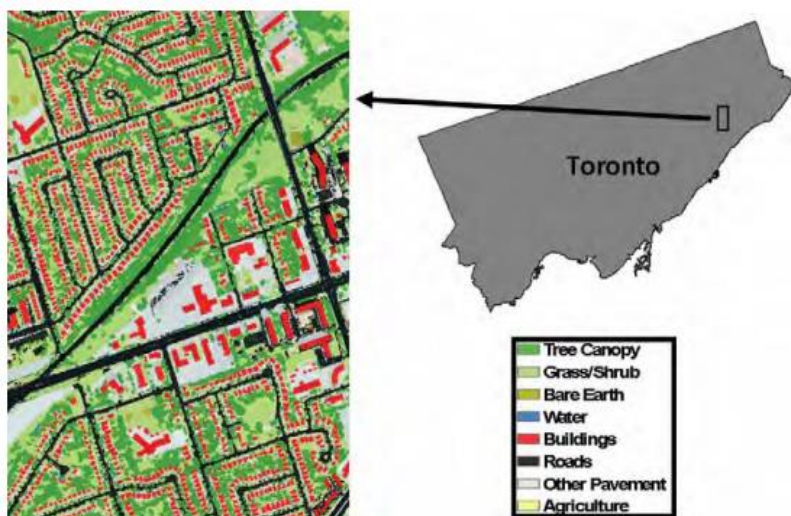 Toronto
Tree Canopy
Grass/Shrub
Bare Earth
Water
Buildings
Roads
Other Pavement
Agriculture